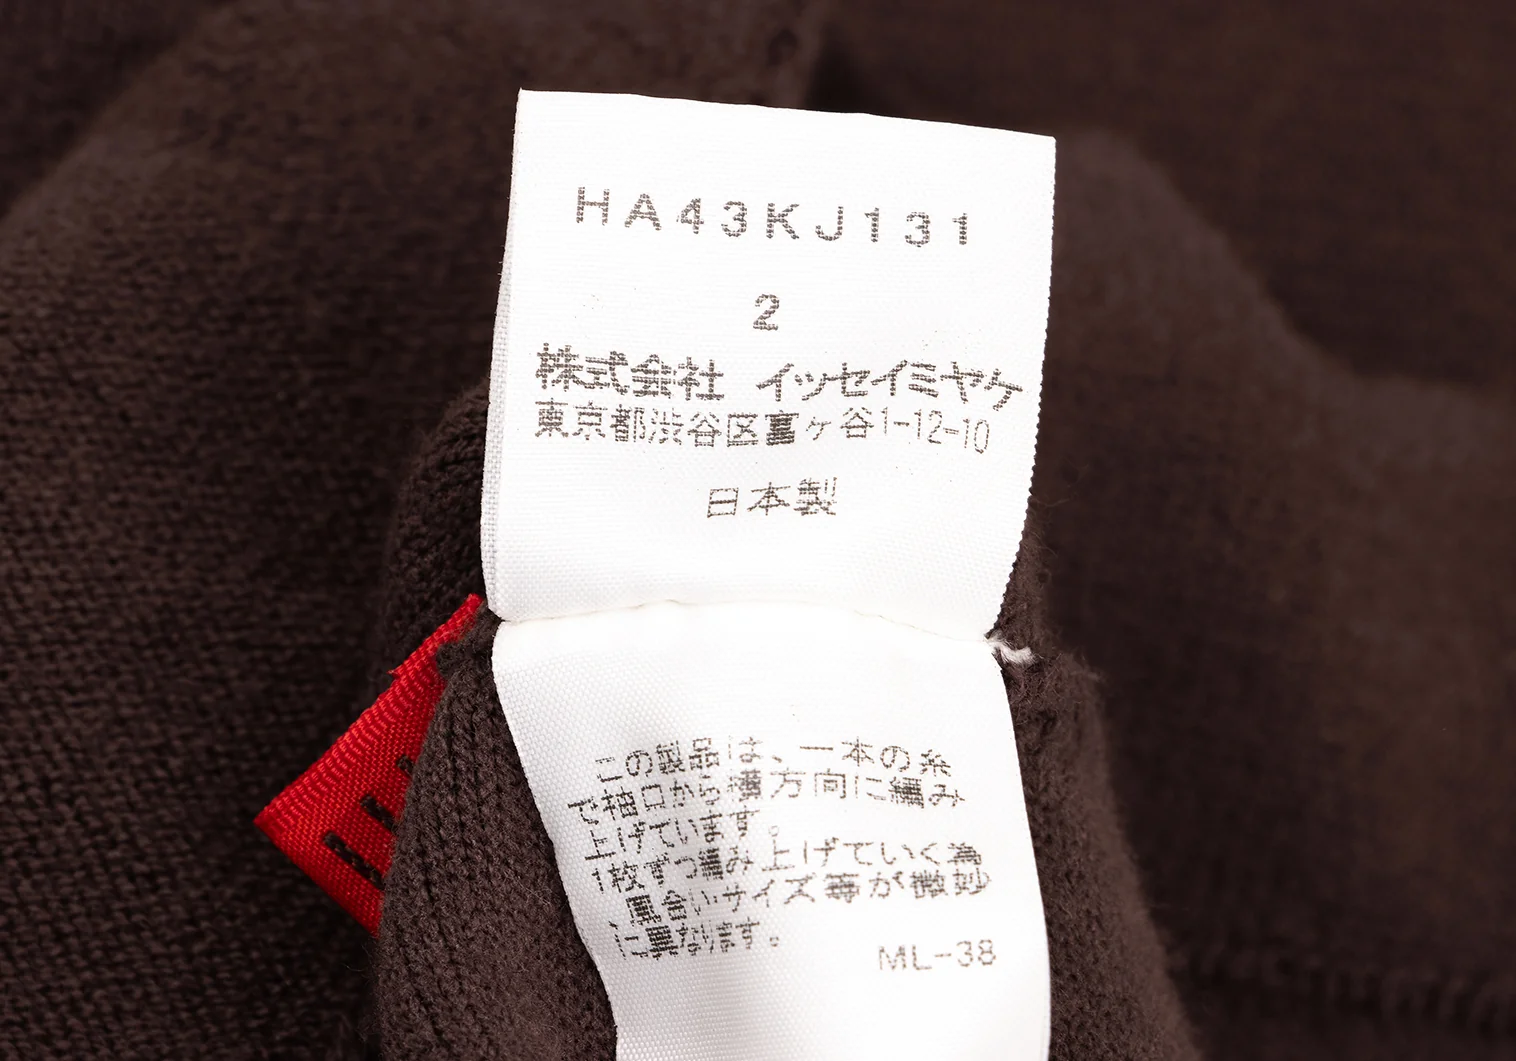 HA43KJ131
2
株式会社 イッセイミヤケ
東京都渋谷区富ヶ谷1-12-10
日本製
この製品は、一本の糸
で袖口から横方向に編み
上げています。
1枚ずつ編み上げていく為
風合いサイズ等が微妙
に異なります。
ML-38